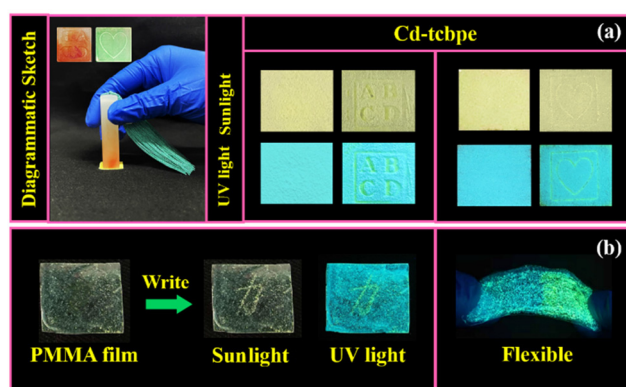 Diagrammatic Sketch
Sunlight
UV light
Cd-tcbpe
(a)
A B
C D
A B
C D
(b)
PMMA film
Write
Sunlight
UV light
Flexible